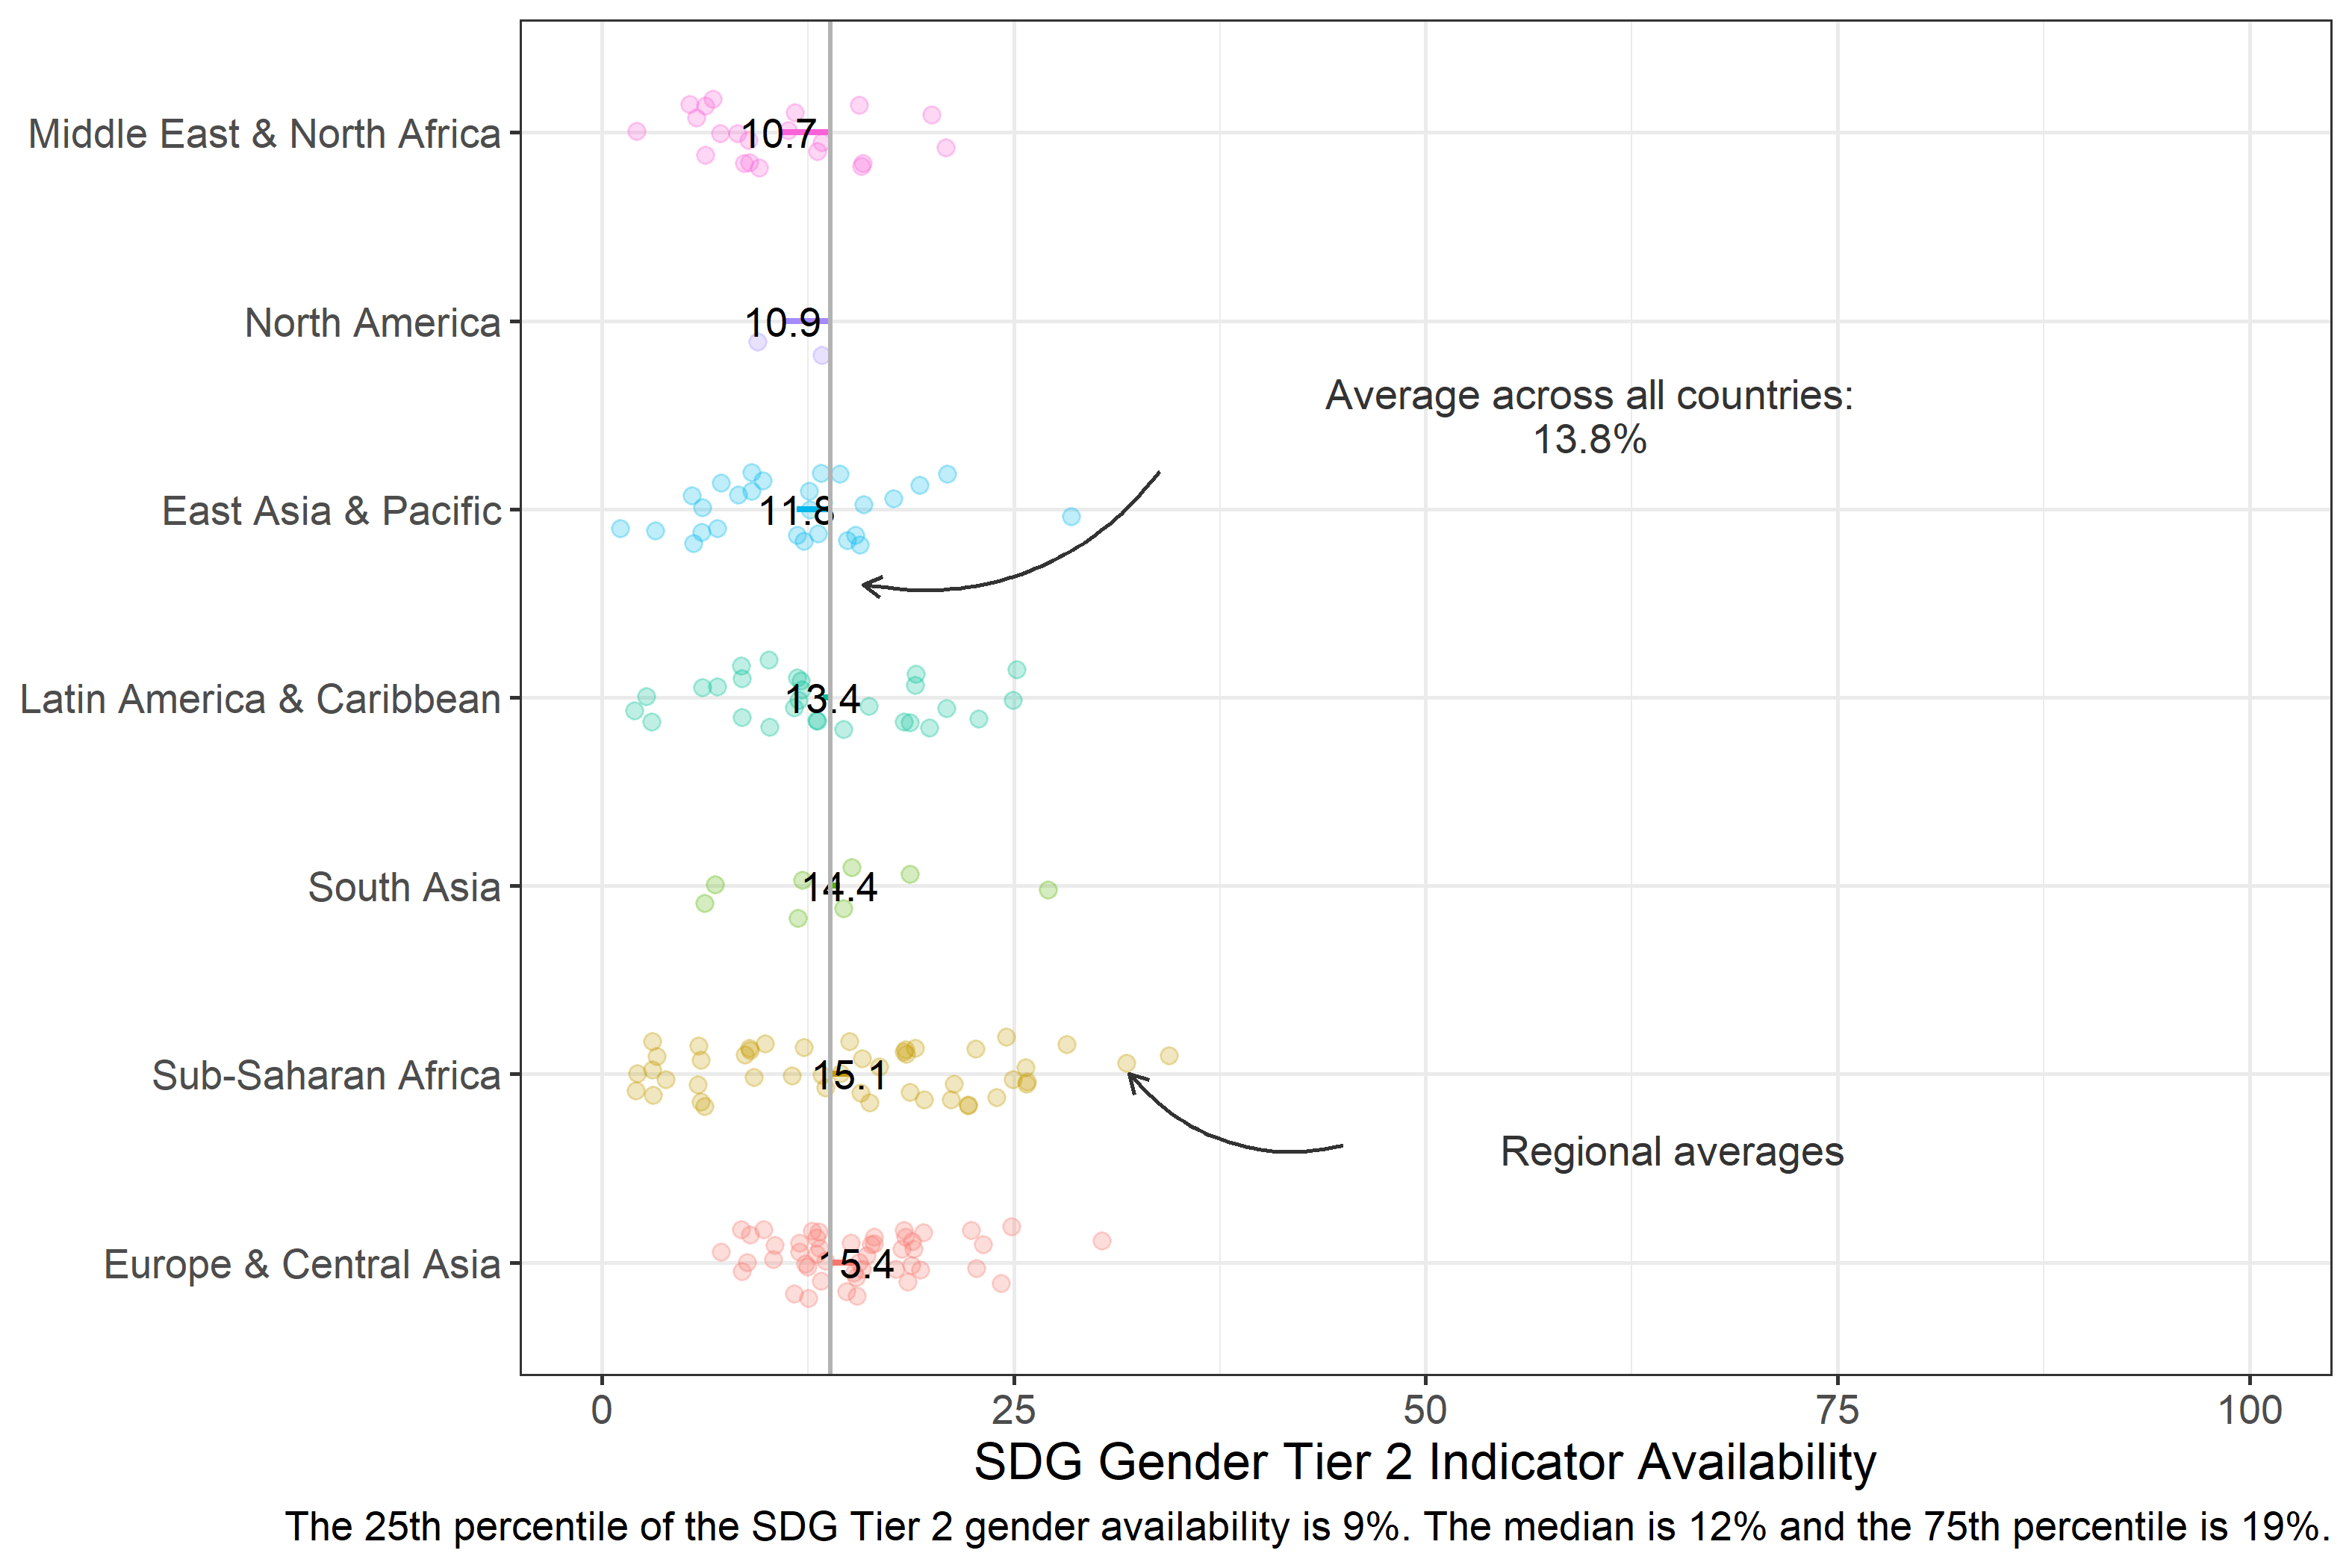 Middle East & North Africa
10.7
North America
10.9
Average across all countries:
13.8%
East Asia & Pacific
11.8
Latin America & Caribbean
13.4
South Asia
14.4
Sub-Saharan Africa
15.1
Regional averages
Europe & Central Asia
15.4
0 25 50 75 100
SDG Gender Tier 2 Indicator Availability
The 25th percentile of the SDG Tier 2 gender availability is 9%. The median is 12% and the 75th percentile is 19%.